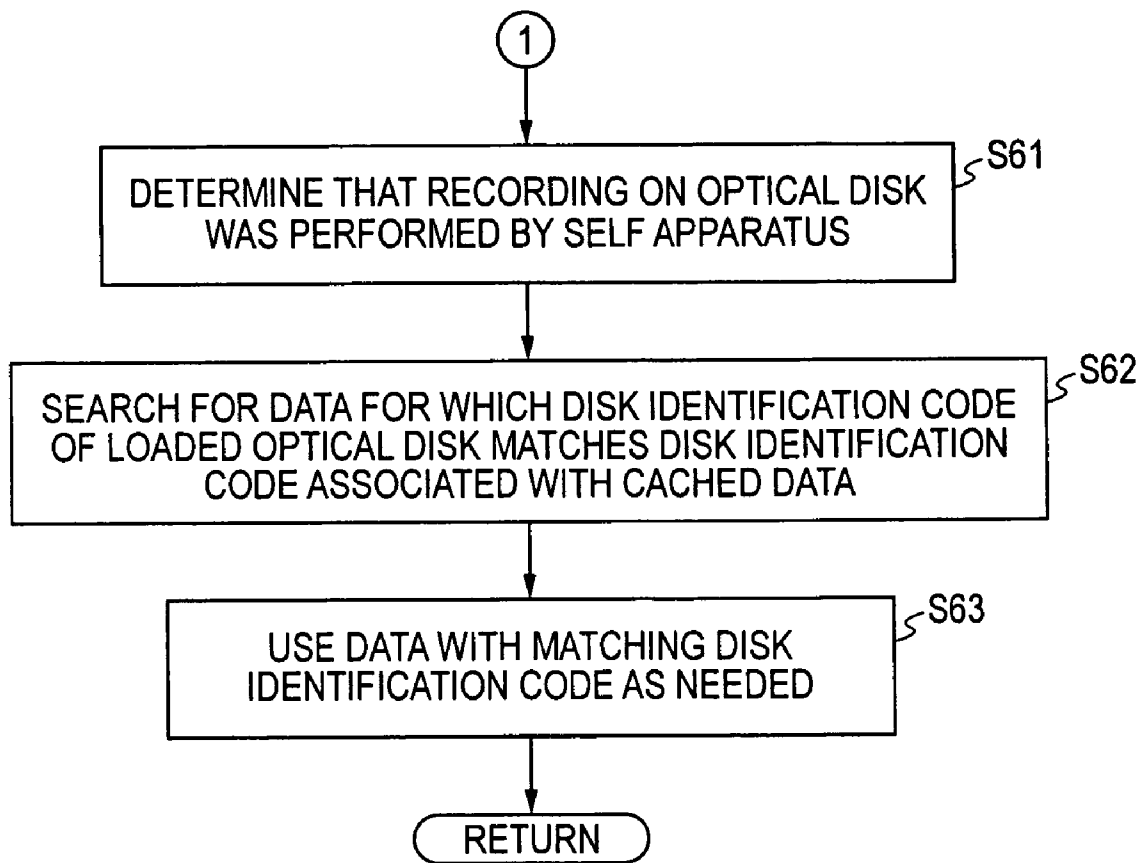 1
S61
DETERMINE THAT RECORDING ON OPTICAL DISK
WAS PERFORMED BY SELF APPARATUS
S62
SEARCH FOR DATA FOR WHICH DISK IDENTIFICATION CODE
OF LOADED OPTICAL DISK MATCHES DISK IDENTIFICATION
CODE ASSOCIATED WITH CACHED DATA
S63
USE DATA WITH MATCHING DISK
IDENTIFICATION CODE AS NEEDED
RETURN